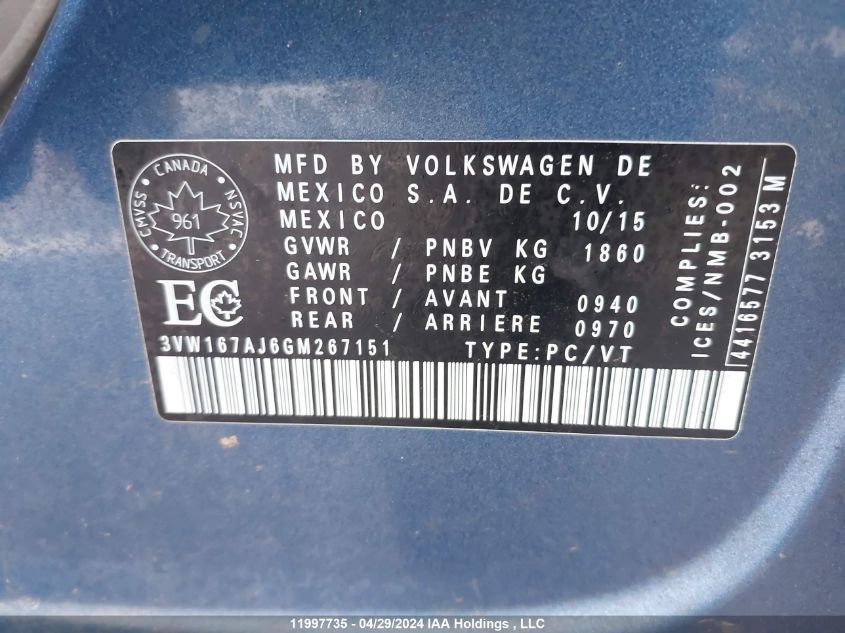 CANADA
CMVSS
NSVAC
961
TRANSPORT
EC
MFD BY VOLKSWAGEN DE
MEXICO S.A. DE C.V.
MEXICO 10/15
GVWR / PNBV KG 1860
GAWR / PNBE KG
FRONT / AVANT 0940
REAR / ARRIERE 0970
3VW167AJ6GM267151 TYPE:PC/VT
COMPLIES:
ICES/NMB-002
4416577 3153 M
11997735 - 04/29/2024 IAA Holdings , LLC